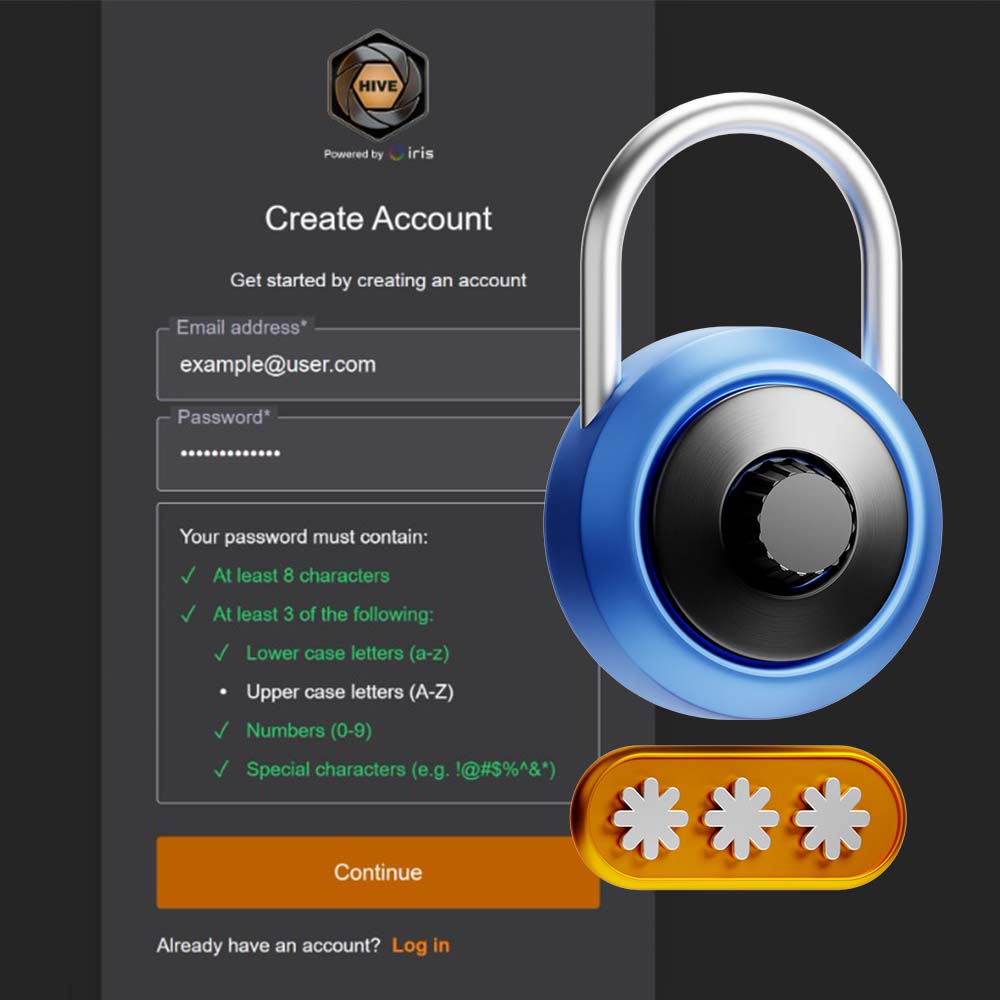 HIVE
Powered by iris
Create Account
Get started by creating an account
Email address*
example@user.com
Password*
•••••••••••••
Your password must contain:
✓ At least 8 characters
✓ At least 3 of the following:
✓ Lower case letters (a-z)
• Upper case letters (A-Z)
✓ Numbers (0-9)
✓ Special characters (e.g. !@#$%^&*)
***
Continue
Already have an account? Log in